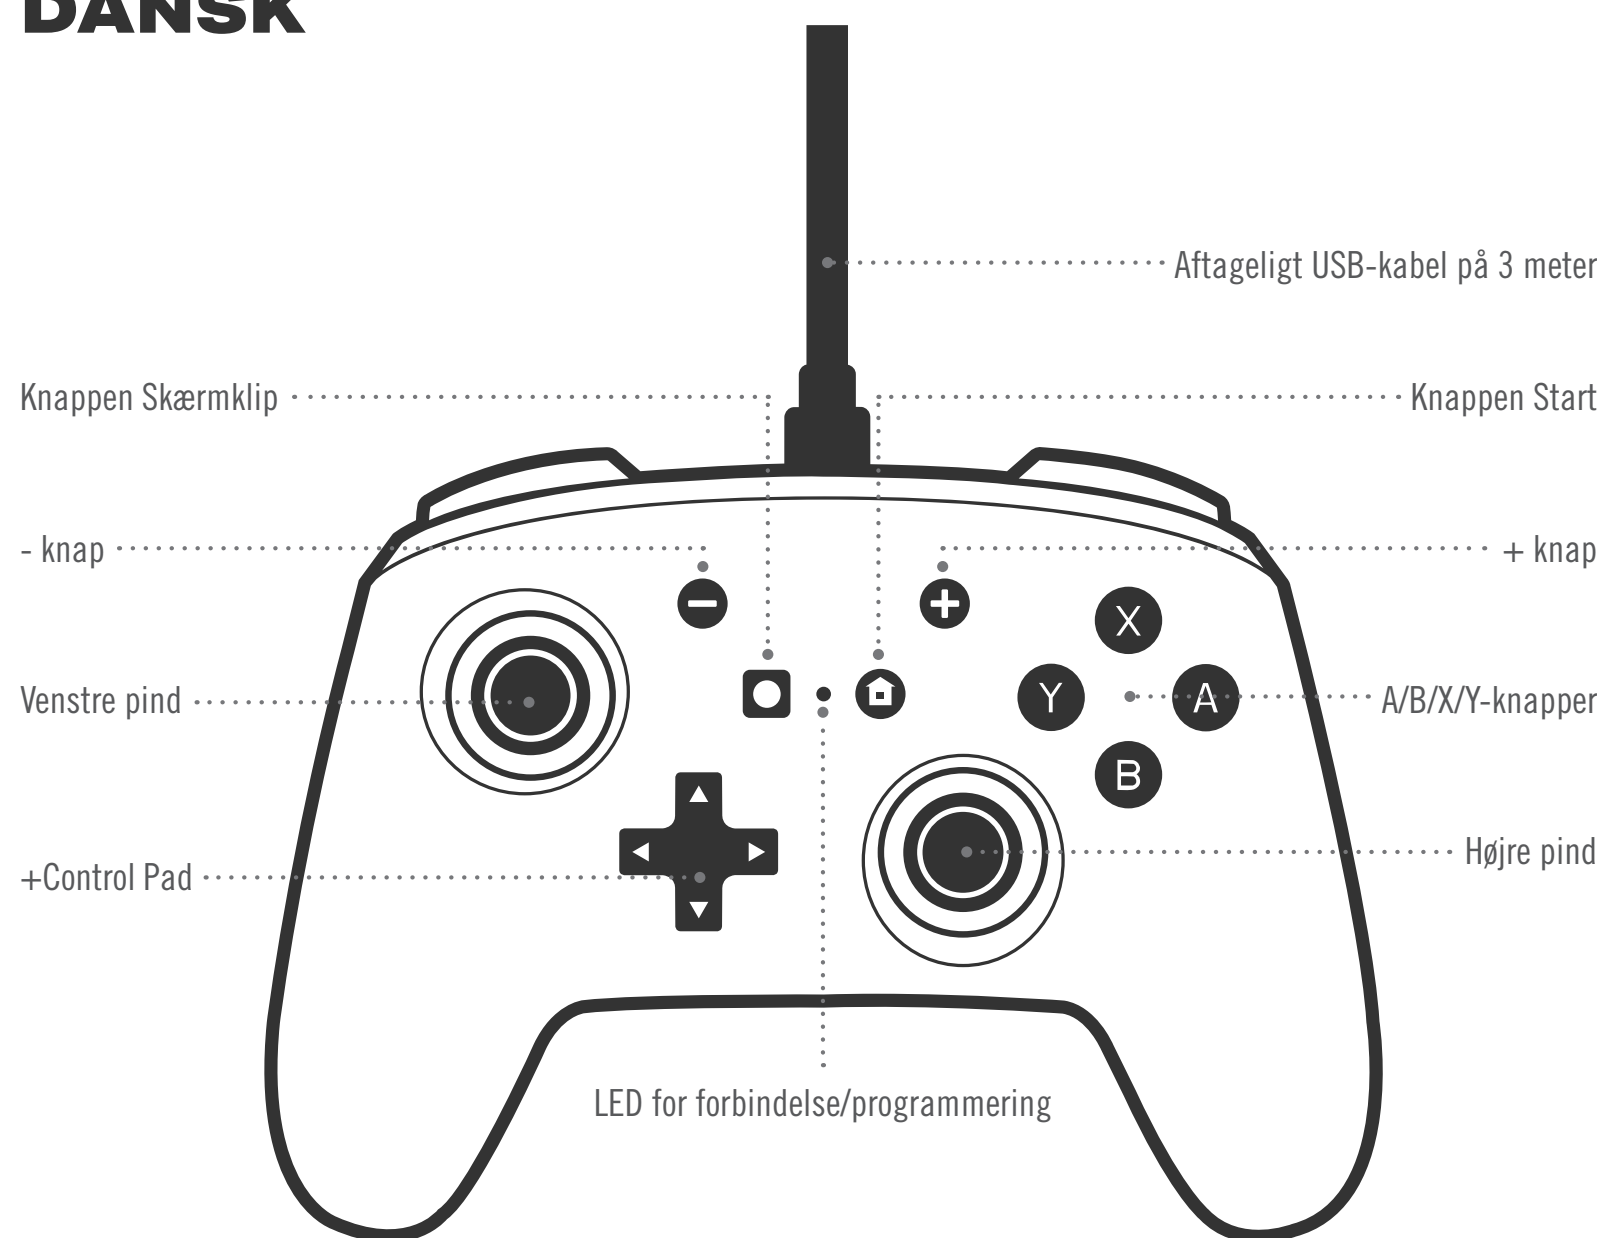 DANSK
Aftageligt USB-kabel på 3 meter
Knappen Skærmklip
Knappen Start
- knap
+ knap
X
Venstre pind
Y
A
A/B/X/Y-knapper
B
+Control Pad
Højre pind
LED for forbindelse/programmering